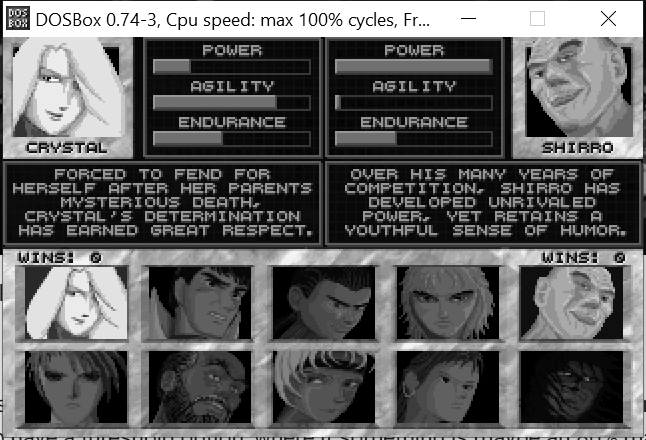 DOSBox 0.74-3, Cpu speed: max 100% cycles, Fr...
POWER
AGILITY
ENDURANCE
CRYSTAL
POWER
AGILITY
ENDURANCE
SHIRRO
FORCED TO FEND FOR
HERSELF AFTER HER PARENTS
MYSTERIOUS DEATH,
CRYSTAL'S DETERMINATION
HAS EARNED GREAT RESPECT.
OVER HIS MANY YEARS OF
COMPETITION, SHIRRO HAS
DEVELOPED UNRIVALED
POWER, YET RETAINS A
YOUTHFUL SENSE OF HUMOR.
WINS: 0
WINS: 0